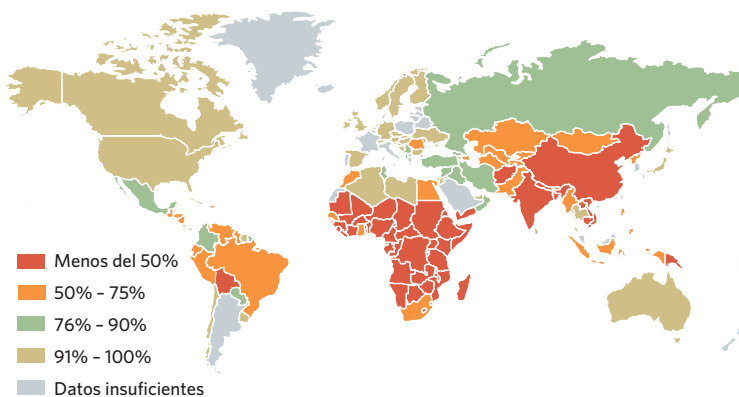 Menos del 50%
50% – 75%
76% – 90%
91% – 100%
Datos insuficientes